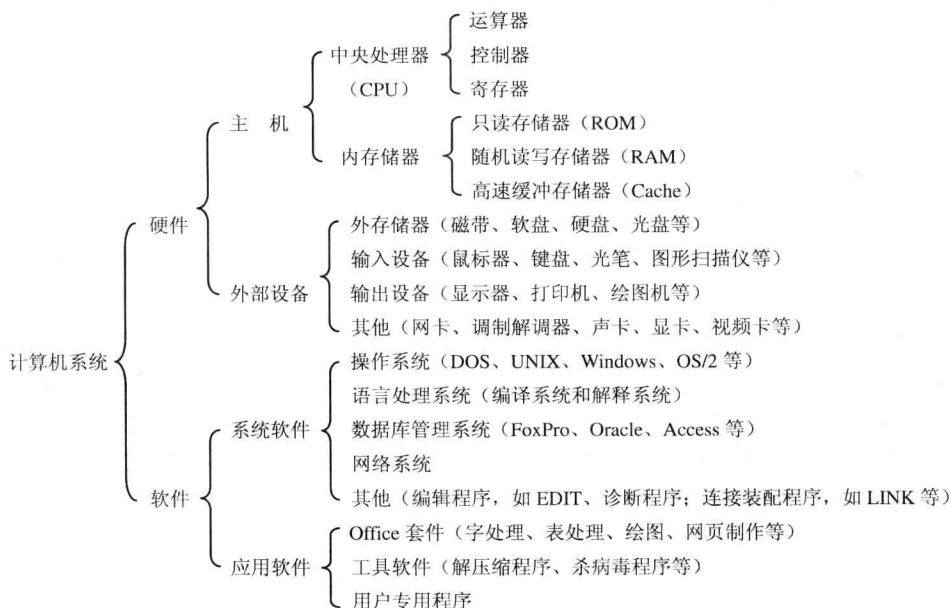 运算器
中央处理器
控制器
（CPU）
寄存器
主 机
只读存储器（ROM）
内存储器
随机读写存储器（RAM）
高速缓冲存储器（Cache）
硬件
外存储器（磁带、软盘、硬盘、光盘等）
输入设备（鼠标器、键盘、光笔、图形扫描仪等）
外部设备
输出设备（显示器、打印机、绘图机等）
其他（网卡、调制解调器、声卡、显卡、视频卡等）
计算机系统
操作系统（DOS、UNIX、Windows、OS/2 等）
语言处理系统（编译系统和解释系统）
系统软件
数据库管理系统（FoxPro、Oracle、Access 等）
网络系统
软件
其他（编辑程序，如 EDIT、诊断程序；连接装配程序，如 LINK 等）
Office 套件（字处理、表处理、绘图、网页制作等）
应用软件
工具软件（解压缩程序、杀病毒程序等）
用户专用程序